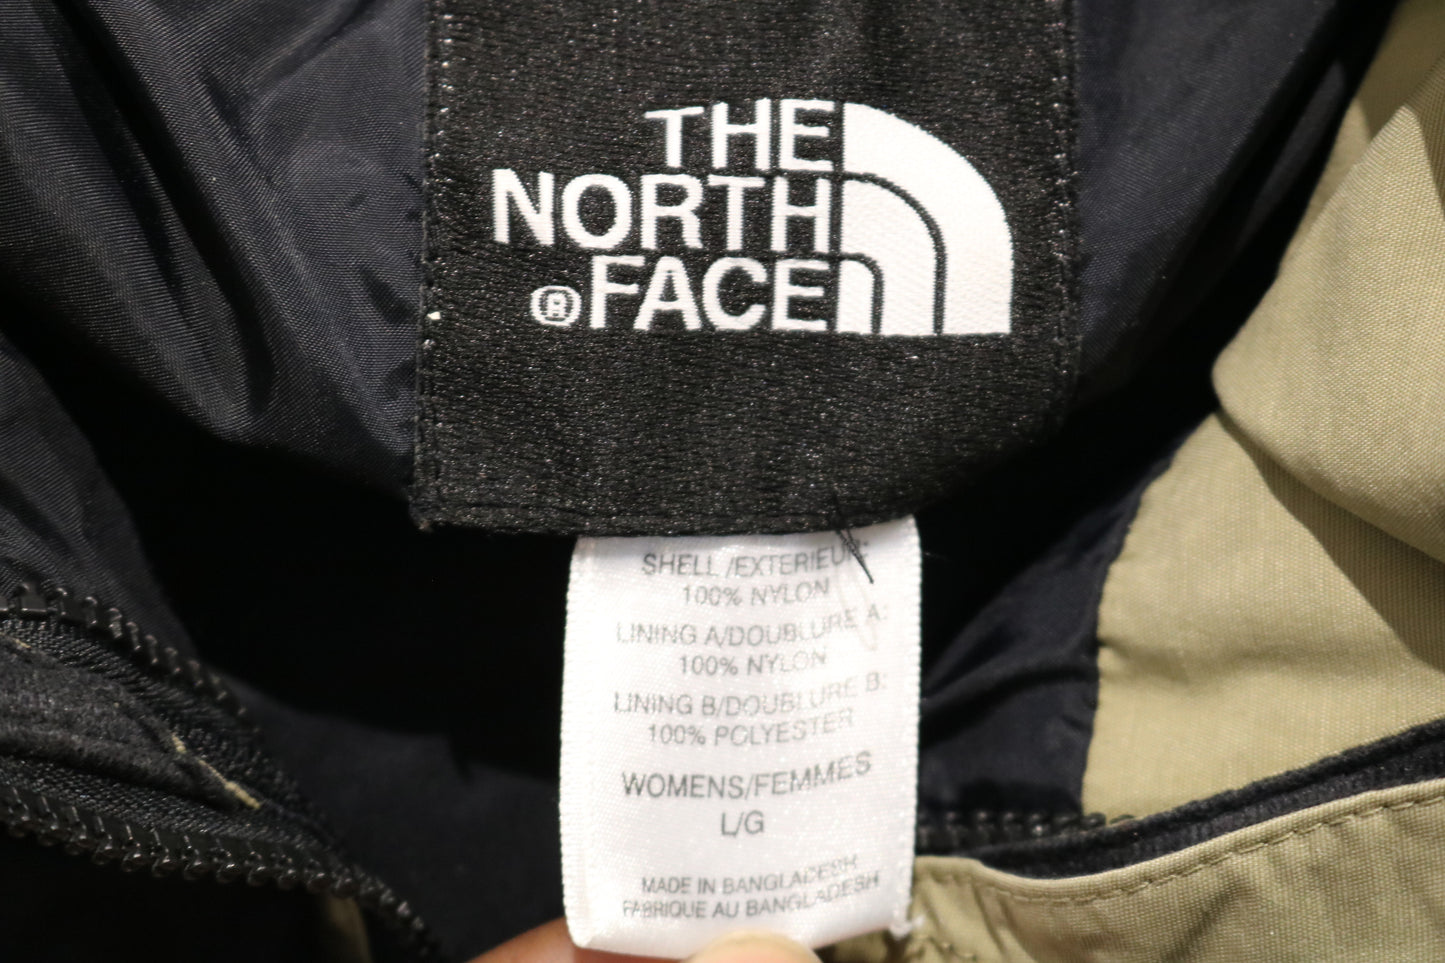 THE
NORTH
® FACE
SHELL /EXTERIEUR:
100% NYLON
LINING A/DOUBLURE A:
100% NYLON
LINING B/DOUBLURE B:
100% POLYESTER
WOMENS/FEMMES
L/G
MADE IN BANGLADESH
FABRIQUE AU BANGLADESH